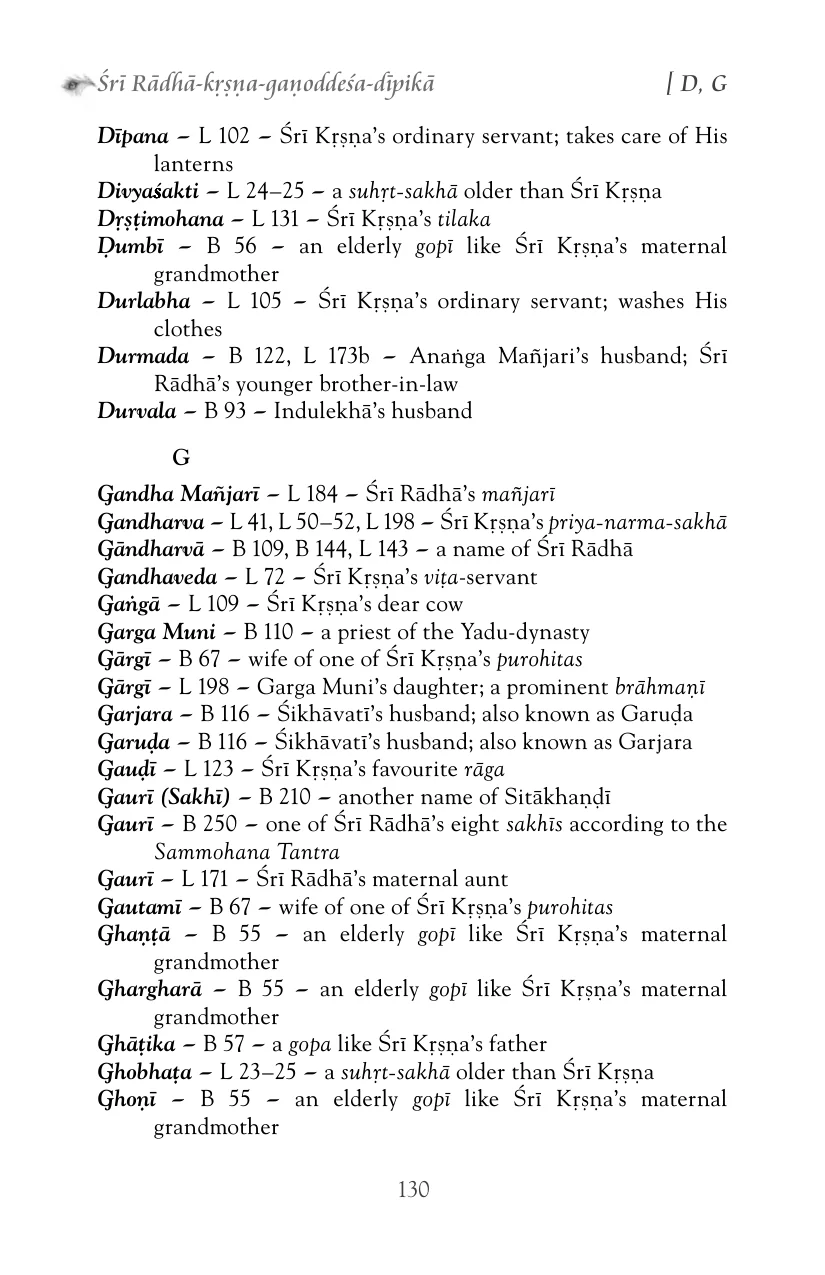 Śrī Rādhā-kṛṣṇa-gaṇoddeśa-dīpikā [ D, G
Dīpana – L 102 – Śrī Kṛṣṇa’s ordinary servant; takes care of His
lanterns
Divyaśakti – L 24–25 – a suhṛt-sakhā older than Śrī Kṛṣṇa
Dṛṣṭimohana – L 131 – Śrī Kṛṣṇa’s tilaka
Ḍumbī – B 56 – an elderly gopī like Śrī Kṛṣṇa’s maternal
grandmother
Durlabha – L 105 – Śrī Kṛṣṇa’s ordinary servant; washes His
clothes
Durmada – B 122, L 173b – Anaṅga Mañjari’s husband; Śrī
Rādhā’s younger brother-in-law
Durvala – B 93 – Indulekhā’s husband
G
Gandha Mañjarī – L 184 – Śrī Rādhā’s mañjarī
Gandharva – L 41, L 50–52, L 198 – Śrī Kṛṣṇa’s priya-narma-sakhā
Gāndharvā – B 109, B 144, L 143 – a name of Śrī Rādhā
Gandhaveda – L 72 – Śrī Kṛṣṇa’s viṭa-servant
Gaṅgā – L 109 – Śrī Kṛṣṇa’s dear cow
Garga Muni – B 110 – a priest of the Yadu-dynasty
Gārgī – B 67 – wife of one of Śrī Kṛṣṇa’s purohitas
Gārgī – L 198 – Garga Muni’s daughter; a prominent brāhmaṇī
Garjara – B 116 – Śikhāvatī’s husband; also known as Garuḍa
Garuḍa – B 116 – Śikhāvatī’s husband; also known as Garjara
Gauḍī – L 123 – Śrī Kṛṣṇa’s favourite rāga
Gaurī (Sakhī) – B 210 – another name of Sitākhaṇḍī
Gaurī – B 250 – one of Śrī Rādhā’s eight sakhīs according to the
Sammohana Tantra
Gaurī – L 171 – Śrī Rādhā’s maternal aunt
Gautamī – B 67 – wife of one of Śrī Kṛṣṇa’s purohitas
Ghaṇṭā – B 55 – an elderly gopī like Śrī Kṛṣṇa’s maternal
grandmother
Ghargharā – B 55 – an elderly gopī like Śrī Kṛṣṇa’s maternal
grandmother
Ghāṭika – B 57 – a gopa like Śrī Kṛṣṇa’s father
Ghobhaṭa – L 23–25 – a suhṛt-sakhā older than Śrī Kṛṣṇa
Ghoṇī – B 55 – an elderly gopī like Śrī Kṛṣṇa’s maternal
grandmother
130